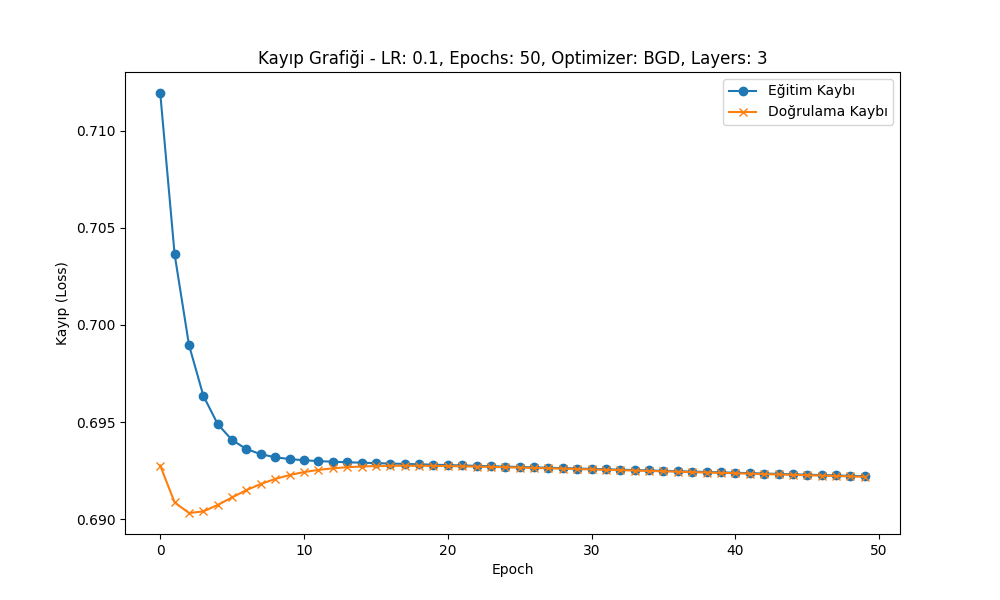 Kayıp Grafiği - LR: 0.1, Epochs: 50, Optimizer: BGD, Layers: 3
Eğitim Kaybı
Doğrulama Kaybı
Kayıp (Loss)
0.710
0.705
0.700
0.695
0.690
0 10 20 30 40 50
Epoch